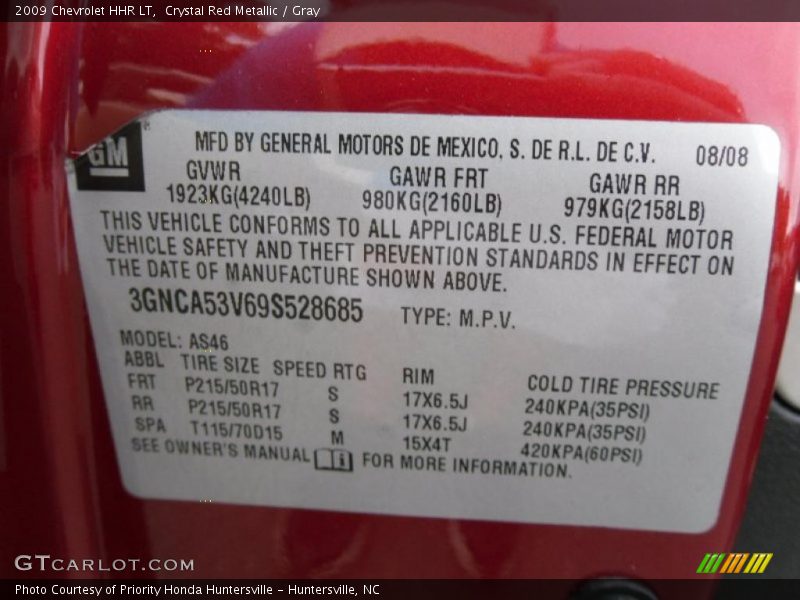 2009 Chevrolet HHR LT,  Crystal Red Metallic / Gray
GM
MFD BY GENERAL MOTORS DE MEXICO, S. DE R.L. DE C.V. 08/08
GVWR GAWR FRT GAWR RR
1923KG(4240LB) 980KG(2160LB) 979KG(2158LB)
THIS VEHICLE CONFORMS TO ALL APPLICABLE U.S. FEDERAL MOTOR
VEHICLE SAFETY AND THEFT PREVENTION STANDARDS IN EFFECT ON
THE DATE OF MANUFACTURE SHOWN ABOVE.
3GNCA53V69S528685 TYPE: M.P.V.
MODEL: AS46
ABBL TIRE SIZE SPEED RTG RIM COLD TIRE PRESSURE
FRT P215/50R17 S 17X6.5J 240KPA(35PSI)
RR P215/50R17 S 17X6.5J 240KPA(35PSI)
SPA T115/70D15 M 15X4T 420KPA(60PSI)
SEE OWNER'S MANUAL i FOR MORE INFORMATION.
GTCARLOT.COM
Photo Courtesy of Priority Honda Huntersville - Huntersville, NC